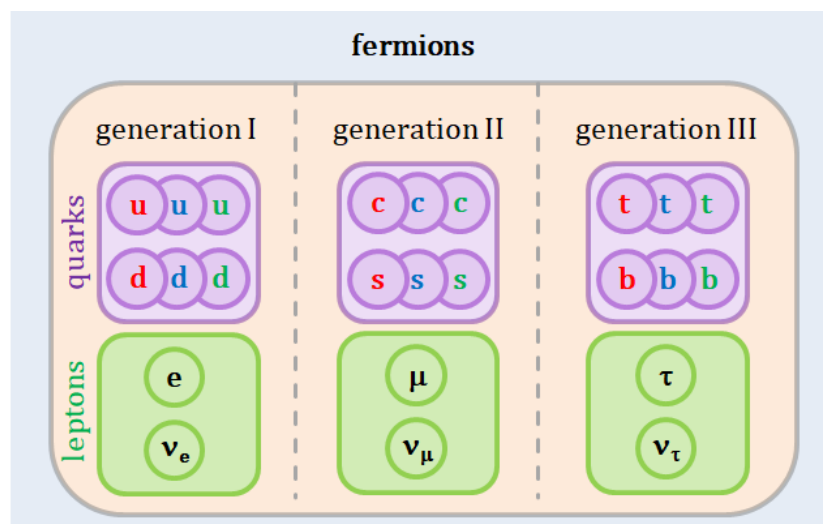 fermions
generation I generation II generation III
quarks
u u u c c c t t t
d d d s s s b b b
leptons
e μ τ
νe νμ ντ